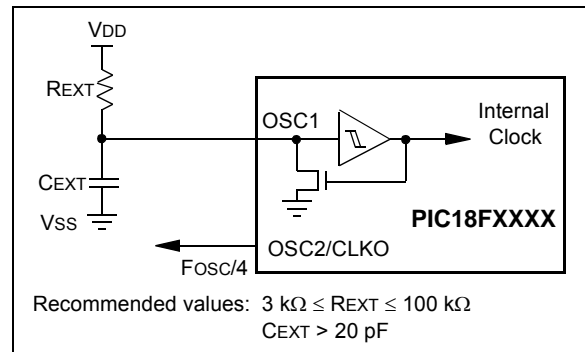 VDD
REXT
OSC1
Internal
Clock
CEXT
PIC18FXXXX
VSS
OSC2/CLKO
FOSC/4
Recommended values: 3 kΩ ≤ REXT ≤ 100 kΩ
CEXT > 20 pF